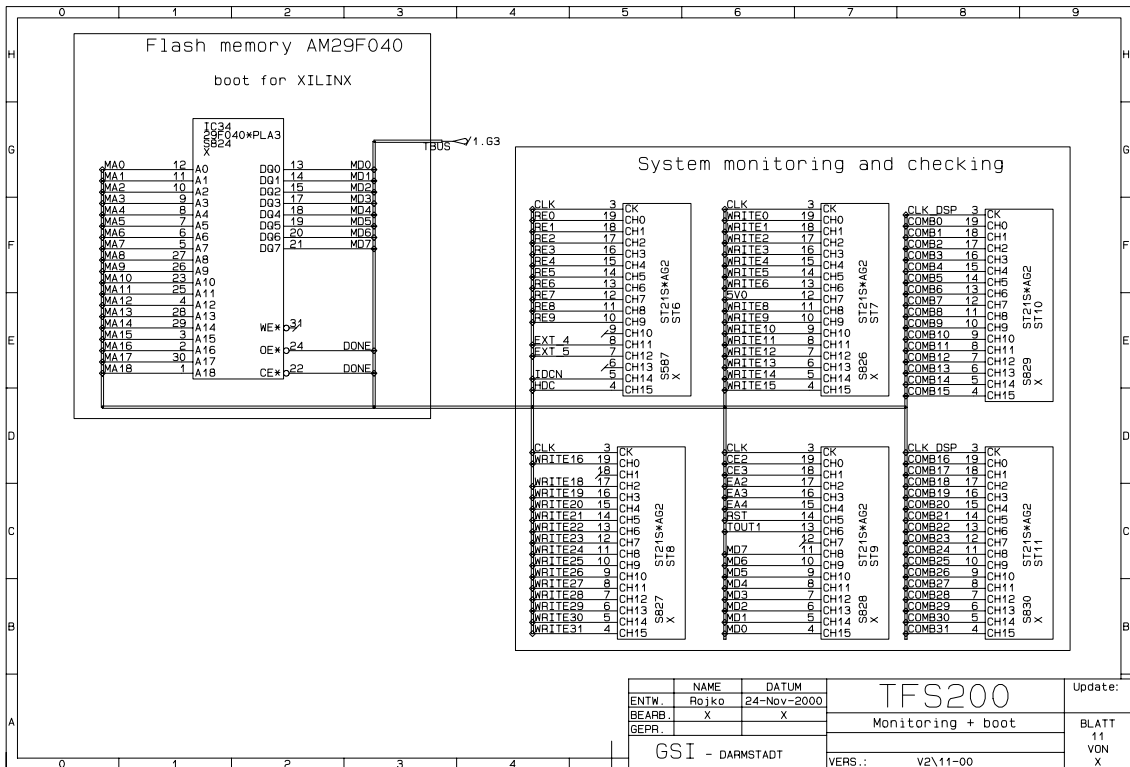 0 1 2 3 4 5 6 7 8 9
H H
G G
F F
E E
D D
C C
B B
A
Flash memory AM29F040
boot for XILINX
IC34
29F040*PLA3
S824
X
MA0 12 A0 DQ0 13 MD0
MA1 11 A1 DQ1 14 MD1
MA2 10 A2 DQ2 15 MD2
MA3 9 A3 DQ3 17 MD3
MA4 8 A4 DQ4 18 MD4
MA5 7 A5 DQ5 19 MD5
MA6 6 A6 DQ6 20 MD6
MA7 5 A7 DQ7 21 MD7
MA8 27 A8
MA9 26 A9
MA10 23 A10
MA11 25 A11
MA12 4 A12
MA13 28 A13
MA14 29 A14 WE* 31
MA15 3 A15
MA16 2 A16 OE* 24 DONE
MA17 30 A17
MA18 1 A18 CE* 22 DONE
TBUS 1.G3
System monitoring and checking
CLK 3 CK
RE0 19 CH0
RE1 18 CH1
RE2 17 CH2
RE3 16 CH3
RE4 15 CH4
RE5 14 CH5
RE6 13 CH6
RE7 12 CH7
RE8 11 CH8
RE9 10 CH9
9 CH10
EXT_4 8 CH11
EXT_5 7 CH12
6 CH13
IDCN 5 CH14
HDC 4 CH15
ST21S*AG2
ST6
S587
X
CLK 3 CK
WRITE0 19 CH0
WRITE1 18 CH1
WRITE2 17 CH2
WRITE3 16 CH3
WRITE4 15 CH4
WRITE5 14 CH5
WRITE6 13 CH6
5V0 12 CH7
WRITE8 11 CH8
WRITE9 10 CH9
WRITE10 9 CH10
WRITE11 8 CH11
WRITE12 7 CH12
WRITE13 6 CH13
WRITE14 5 CH14
WRITE15 4 CH15
ST21S*AG2
ST7
S826
X
CLK_DSP 3 CK
COMB0 19 CH0
COMB1 18 CH1
COMB2 17 CH2
COMB3 16 CH3
COMB4 15 CH4
COMB5 14 CH5
COMB6 13 CH6
COMB7 12 CH7
COMB8 11 CH8
COMB9 10 CH9
COMB10 9 CH10
COMB11 8 CH11
COMB12 7 CH12
COMB13 6 CH13
COMB14 5 CH14
COMB15 4 CH15
ST21S*AG2
ST10
S829
X
CLK 3 CK
WRITE16 19 CH0
18 CH1
WRITE18 17 CH2
WRITE19 16 CH3
WRITE20 15 CH4
WRITE21 14 CH5
WRITE22 13 CH6
WRITE23 12 CH7
WRITE24 11 CH8
WRITE25 10 CH9
WRITE26 9 CH10
WRITE27 8 CH11
WRITE28 7 CH12
WRITE29 6 CH13
WRITE30 5 CH14
WRITE31 4 CH15
ST21S*AG2
ST8
S827
X
CLK 3 CK
CE2 19 CH0
CE3 18 CH1
EA2 17 CH2
EA3 16 CH3
EA4 15 CH4
RST 14 CH5
TOUT1 13 CH6
12 CH7
MD7 11 CH8
MD6 10 CH9
MD5 9 CH10
MD4 8 CH11
MD3 7 CH12
MD2 6 CH13
MD1 5 CH14
MD0 4 CH15
ST21S*AG2
ST9
S828
X
CLK_DSP 3 CK
COMB16 19 CH0
COMB17 18 CH1
COMB18 17 CH2
COMB19 16 CH3
COMB20 15 CH4
COMB21 14 CH5
COMB22 13 CH6
COMB23 12 CH7
COMB24 11 CH8
COMB25 10 CH9
COMB26 9 CH10
COMB27 8 CH11
COMB28 7 CH12
COMB29 6 CH13
COMB30 5 CH14
COMB31 4 CH15
ST21S*AG2
ST11
S830
X
NAME DATUM
ENTW. Rojko 24-Nov-2000
BEARB. X X
GEPR.
GSI - DARMSTADT
TFS200
Monitoring + boot
VERS.: V2\11-00
Update:
BLATT
11
VON
X
0 1 2 3 4